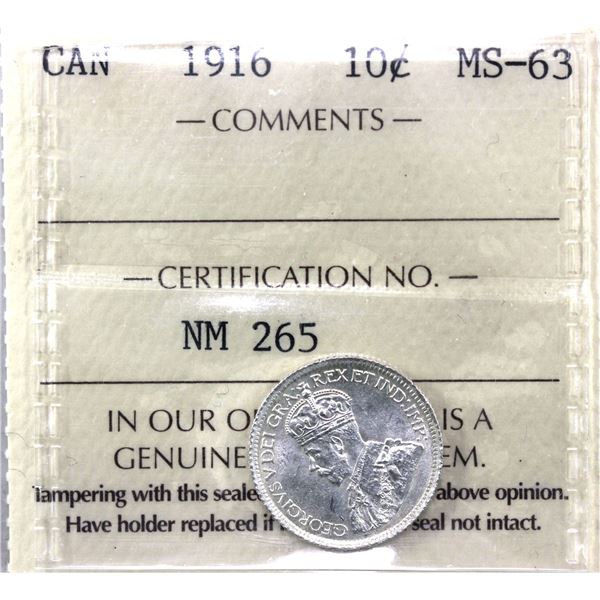 CAN 1916 10¢ MS-63
— COMMENTS —
— CERTIFICATION NO. —
NM 265
IN OUR O IS A
GENUINE EM.
Tampering with this seale above opinion.
Have holder replaced if seal not intact.
GEORGIVS V DEI GRA: REX ET IND: IMP: